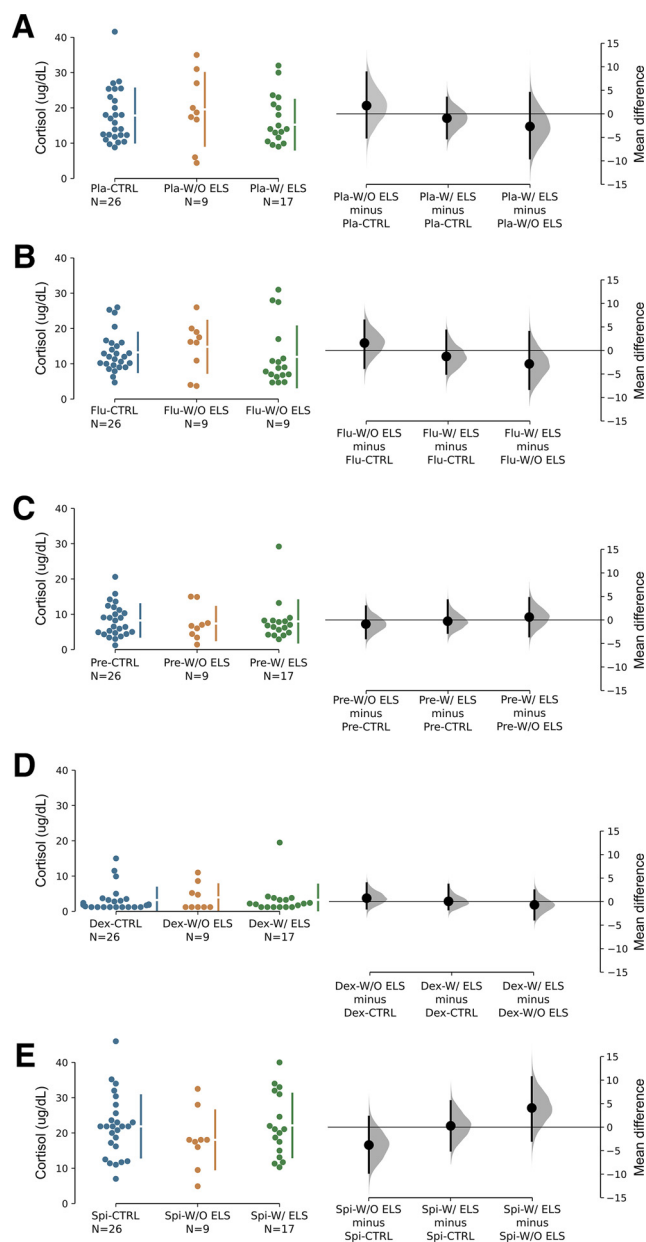 A
Cortisol (ug/dL)
40
30
20
10
0
Pla-CTRL
N=26
Pla-W/O ELS
N=9
Pla-W/ ELS
N=17
Pla-W/O ELS
minus
Pla-CTRL
Pla-W/ ELS
minus
Pla-CTRL
Pla-W/ ELS
minus
Pla-W/O ELS
15
10
5
0
−5
−10
−15
Mean difference
B
Cortisol (ug/dL)
40
30
20
10
0
Flu-CTRL
N=26
Flu-W/O ELS
N=9
Flu-W/O ELS
N=9
Flu-W/O ELS
minus
Flu-CTRL
Flu-W/ ELS
minus
Flu-CTRL
Flu-W/ ELS
minus
Flu-W/O ELS
15
10
5
0
−5
−10
−15
Mean difference
C
Cortisol (ug/dL)
40
30
20
10
0
Pre-CTRL
N=26
Pre-W/O ELS
N=9
Pre-W/ ELS
N=17
Pre-W/O ELS
minus
Pre-CTRL
Pre-W/ ELS
minus
Pre-CTRL
Pre-W/ ELS
minus
Pre-W/O ELS
15
10
5
0
−5
−10
−15
Mean difference
D
Cortisol (ug/dL)
40
30
20
10
0
Dex-CTRL
N=26
Dex-W/O ELS
N=9
Dex-W/ ELS
N=17
Dex-W/O ELS
minus
Dex-CTRL
Dex-W/ ELS
minus
Dex-CTRL
Dex-W/ ELS
minus
Dex-W/O ELS
15
10
5
0
−5
−10
−15
Mean difference
E
Cortisol (ug/dL)
40
30
20
10
0
Spi-CTRL
N=26
Spi-W/O ELS
N=9
Spi-W/ ELS
N=17
Spi-W/O ELS
minus
Spi-CTRL
Spi-W/ ELS
minus
Spi-CTRL
Spi-W/ ELS
minus
Spi-W/O ELS
15
10
5
0
−5
−10
−15
Mean difference